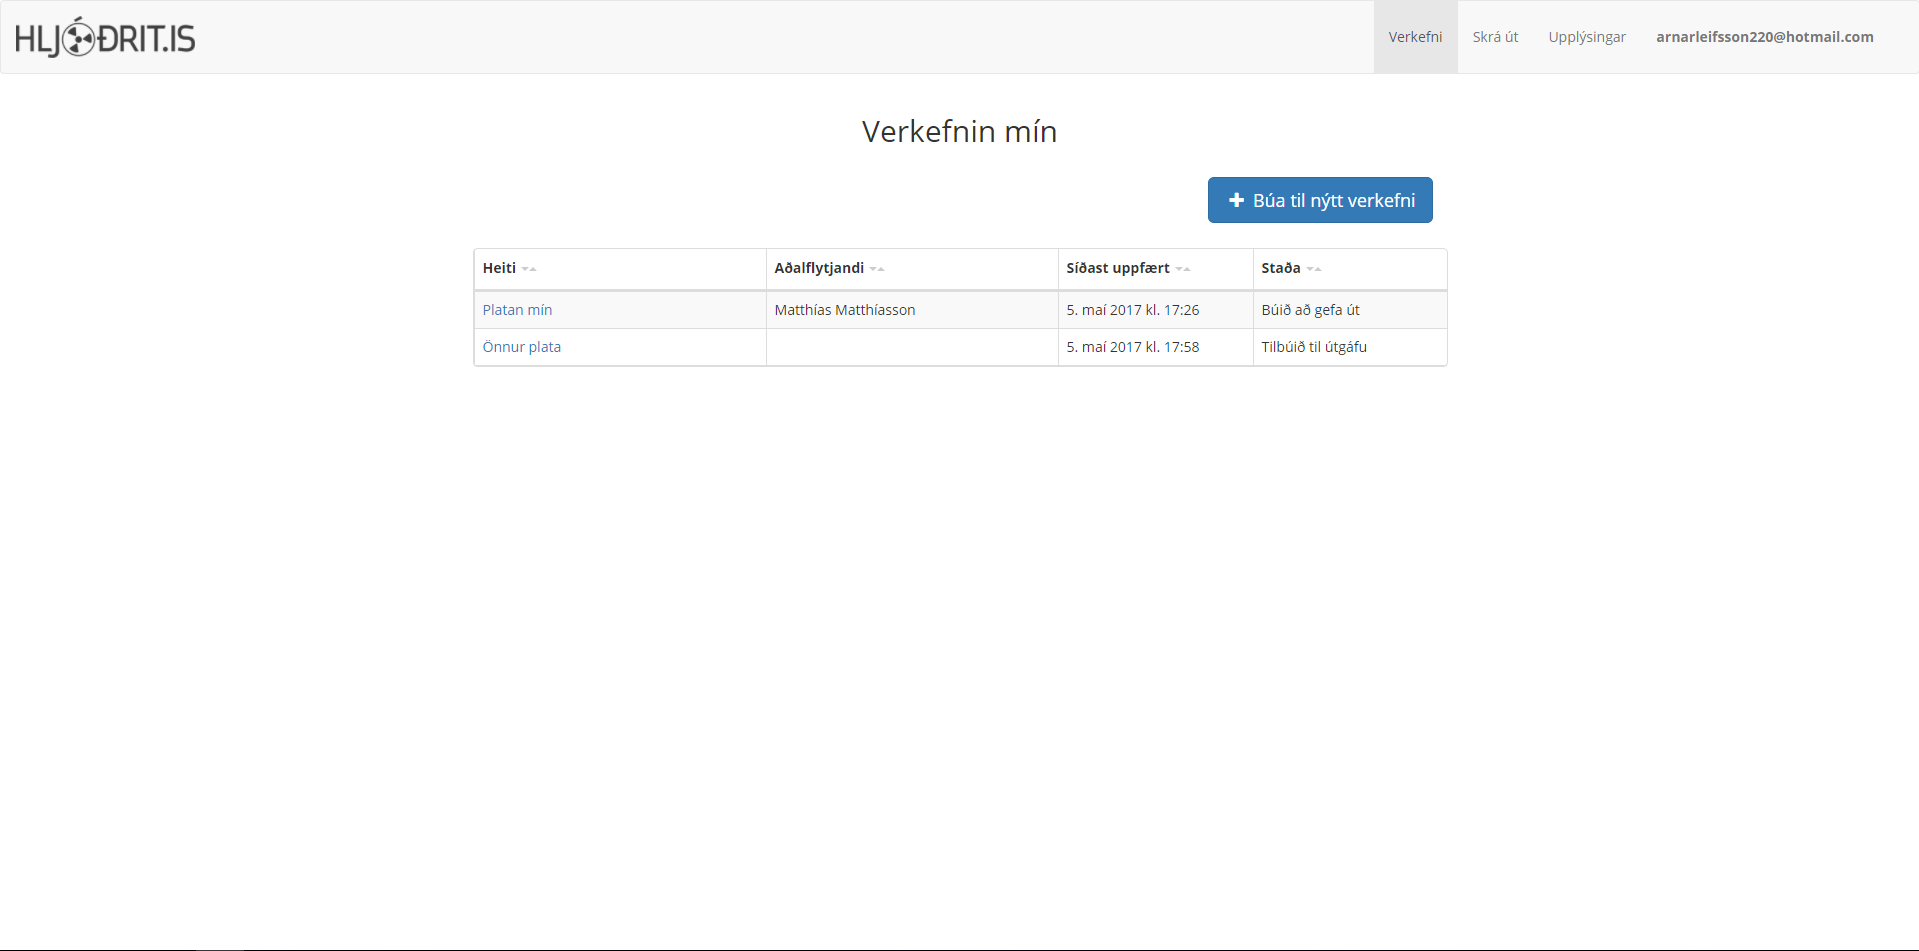 HLJÓÐRIT.IS
Verkefni Skrá út Upplýsingar arnarleifsson220@hotmail.com
Verkefnin mín
Búa til nýtt verkefni
Heiti Aðalflytjandi Síðast uppfært Staða
Platan mín Matthías Matthíasson 5. maí 2017 kl. 17:26 Búið að gefa út
Önnur plata 5. maí 2017 kl. 17:58 Tilbúið til útgáfu